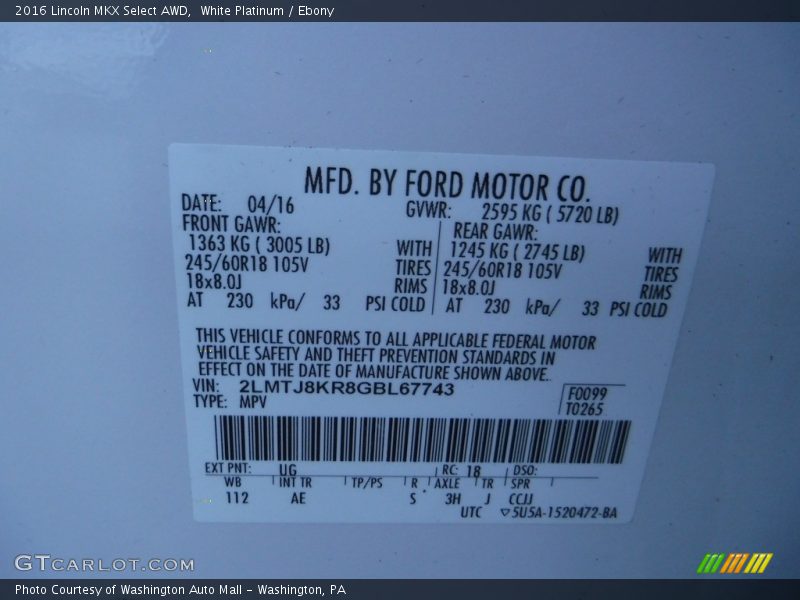 2016 Lincoln MKX Select AWD, White Platinum / Ebony
MFD. BY FORD MOTOR CO.
DATE: 04/16 GVWR: 2595 KG ( 5720 LB)
FRONT GAWR: REAR GAWR:
1363 KG ( 3005 LB) WITH 1245 KG ( 2745 LB) WITH
245/60R18 105V TIRES 245/60R18 105V TIRES
18x8.0J RIMS 18x8.0J RIMS
AT 230 kPa/ 33 PSI COLD AT 230 kPa/ 33 PSI COLD
THIS VEHICLE CONFORMS TO ALL APPLICABLE FEDERAL MOTOR
VEHICLE SAFETY AND THEFT PREVENTION STANDARDS IN
EFFECT ON THE DATE OF MANUFACTURE SHOWN ABOVE.
VIN: 2LMTJ8KR8GBL67743 F0099
TYPE: MPV T0265
EXT PNT: UG RC: 18 DSO:
WB INT TR TP/PS R AXLE TR SPR
112 AE S 3H J CCJJ
UTC ▽5U5A-1520472-BA
GTCARLOT.COM
Photo Courtesy of Washington Auto Mall - Washington, PA